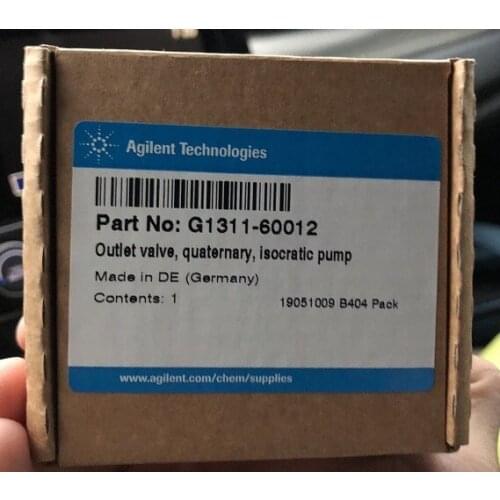 Agilent Technologies
Part No: G1311-60012
Outlet valve, quaternary, isocratic pump
Made in DE (Germany)
Contents: 1
19051009 B404 Pack
www.agilent.com/chem/supplies